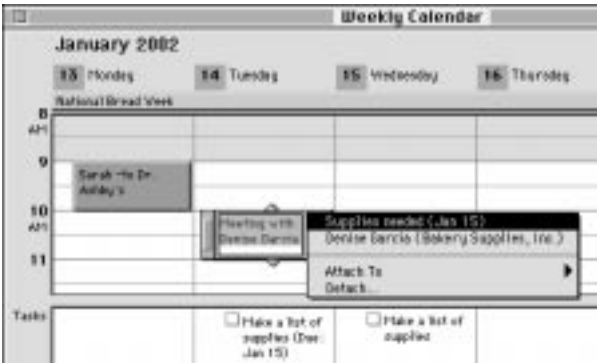 Weekly Calendar
January 2002
13 Monday
14 Tuesday
15 Wednesday
16 Thursday
National Bread Week
8
AM
9
Sarah -to Dr.
Ashby's
10
AM
Meeting with
Denise Garcia
Supplies needed (Jan 15)
Denise Garcia (Bakery Supplies, Inc.)
Attach To
Detach...
11
Tasks
Make a list of
supplies (Due:
Jan 15)
Make a list of
supplies